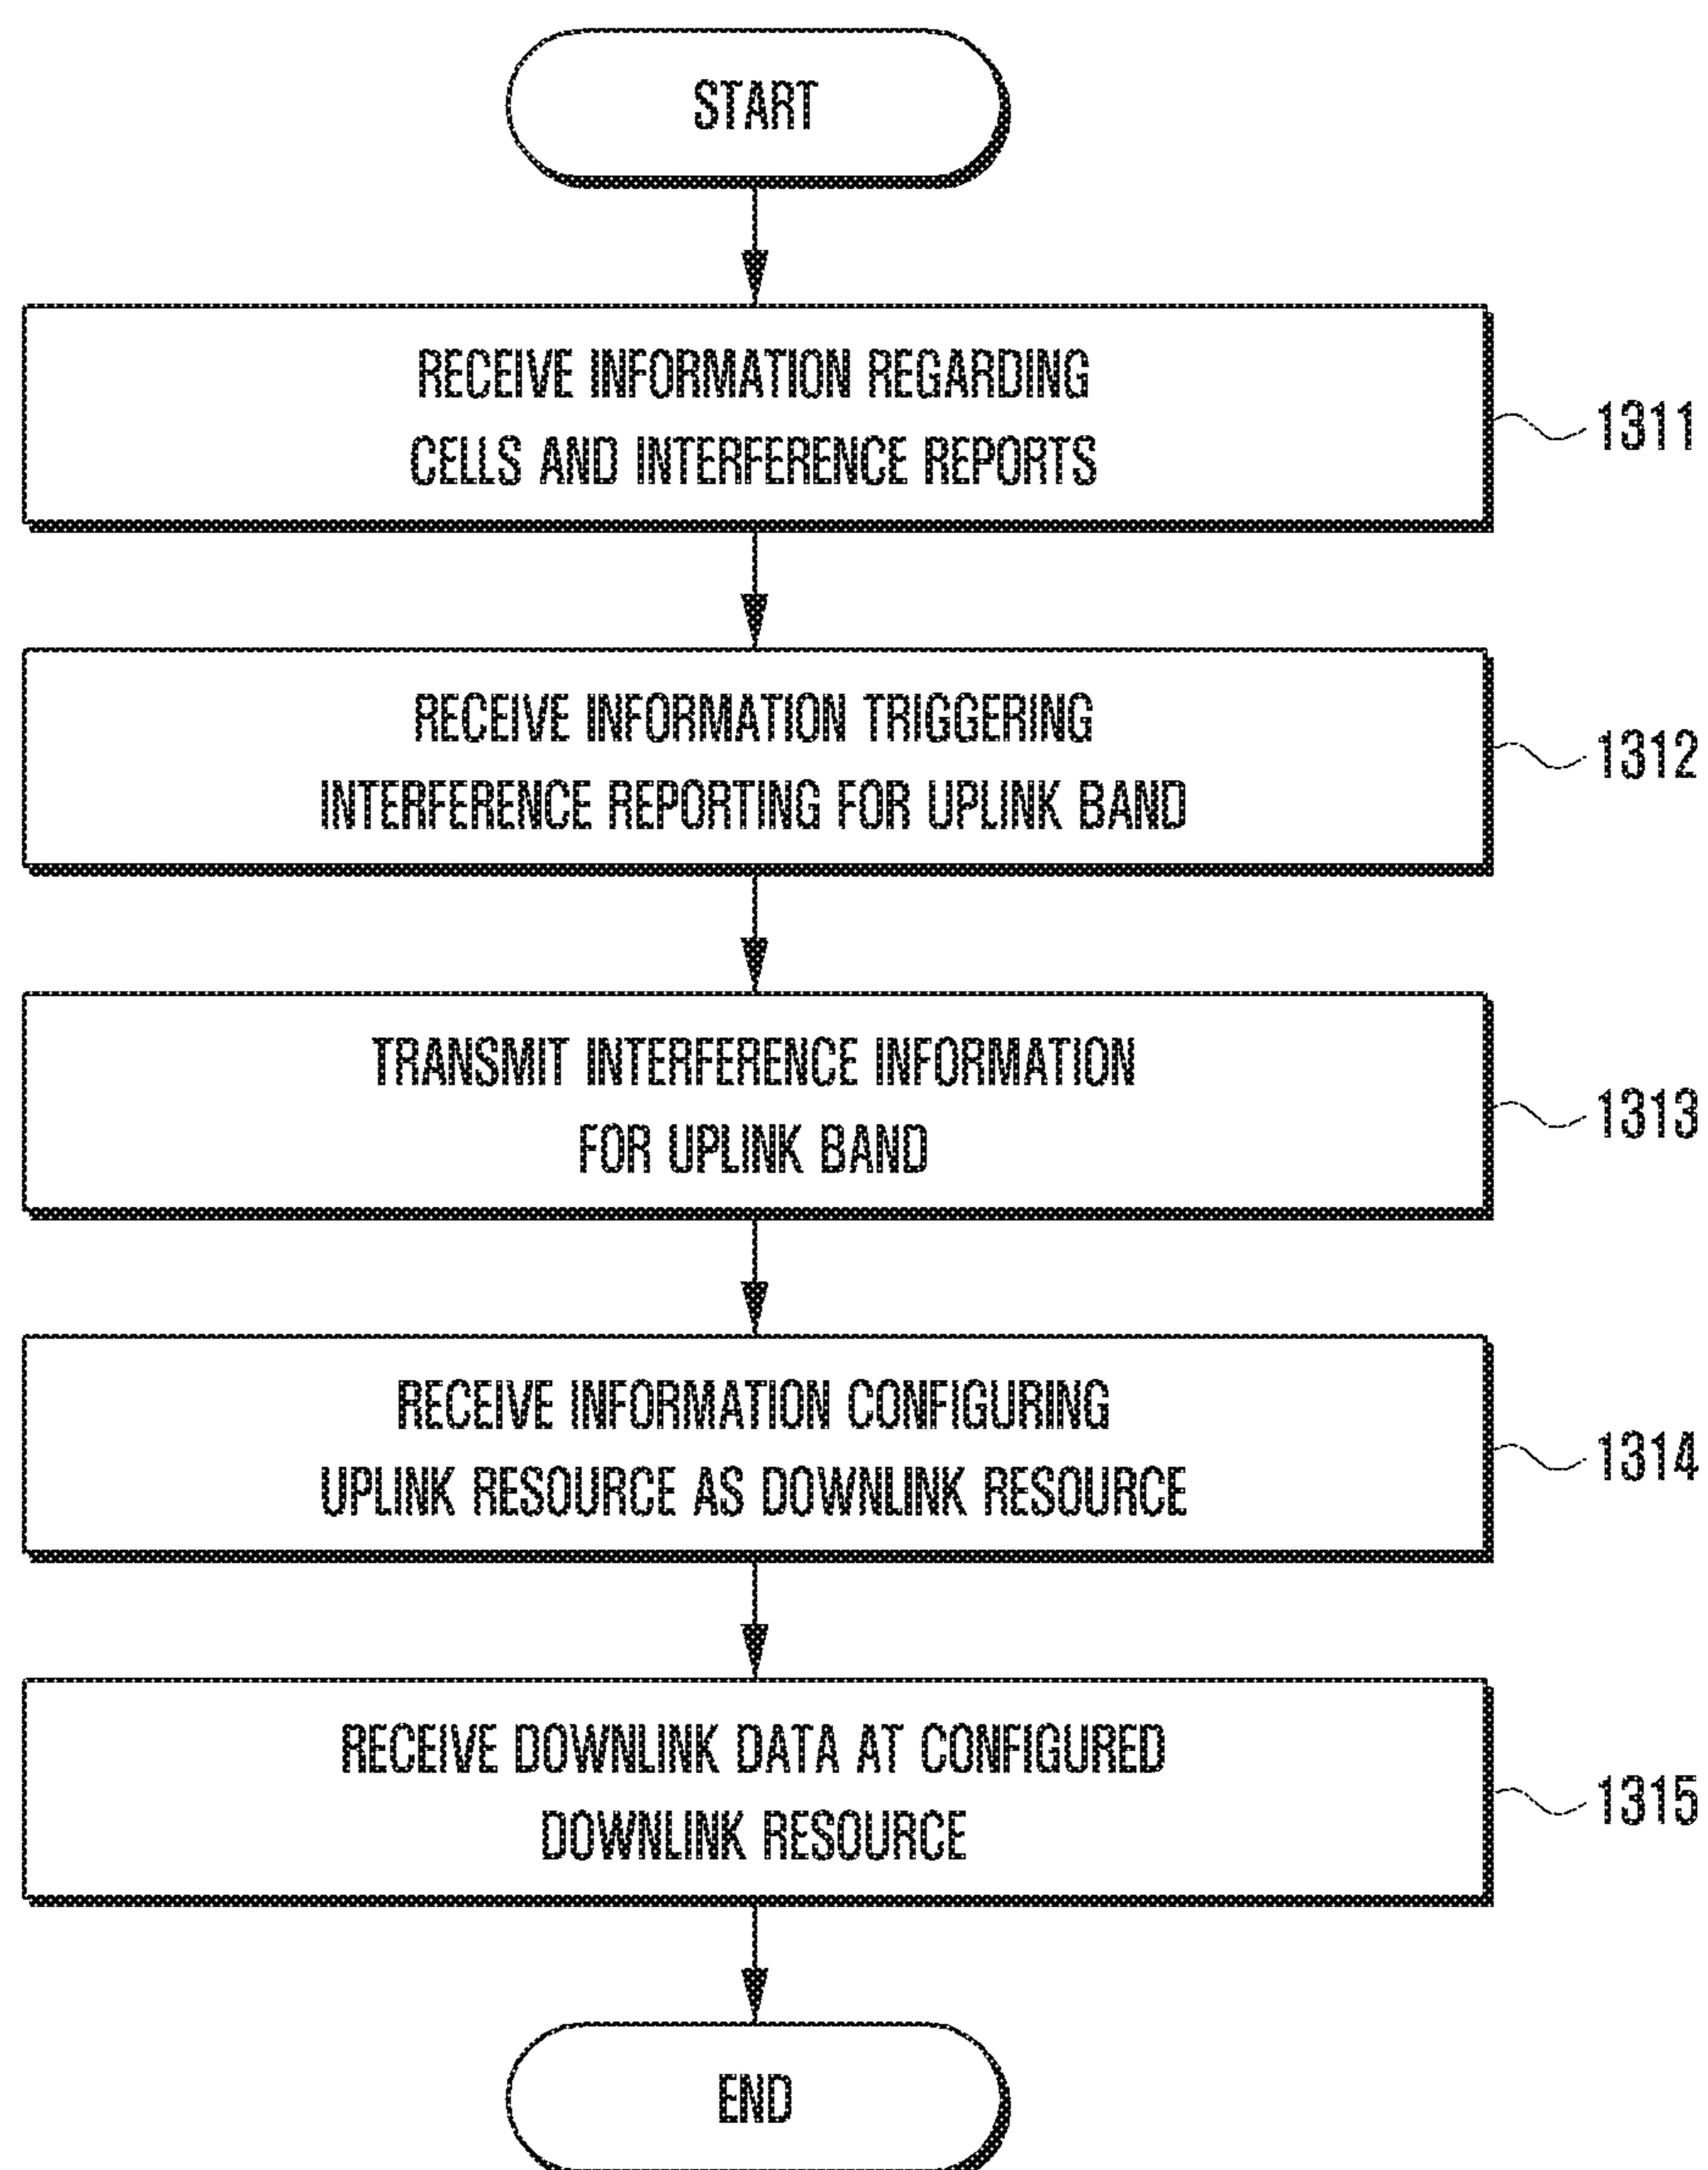 START
RECEIVE INFORMATION REGARDING
CELLS AND INTERFERENCE REPORTS
1311
RECEIVE INFORMATION TRIGGERING
INTERFERENCE REPORTING FOR UPLINK BAND
1312
TRANSMIT INTERFERENCE INFORMATION
FOR UPLINK BAND
1313
RECEIVE INFORMATION CONFIGURING
UPLINK RESOURCE AS DOWNLINK RESOURCE
1314
RECEIVE DOWNLINK DATA AT CONFIGURED
DOWNLINK RESOURCE
1315
END